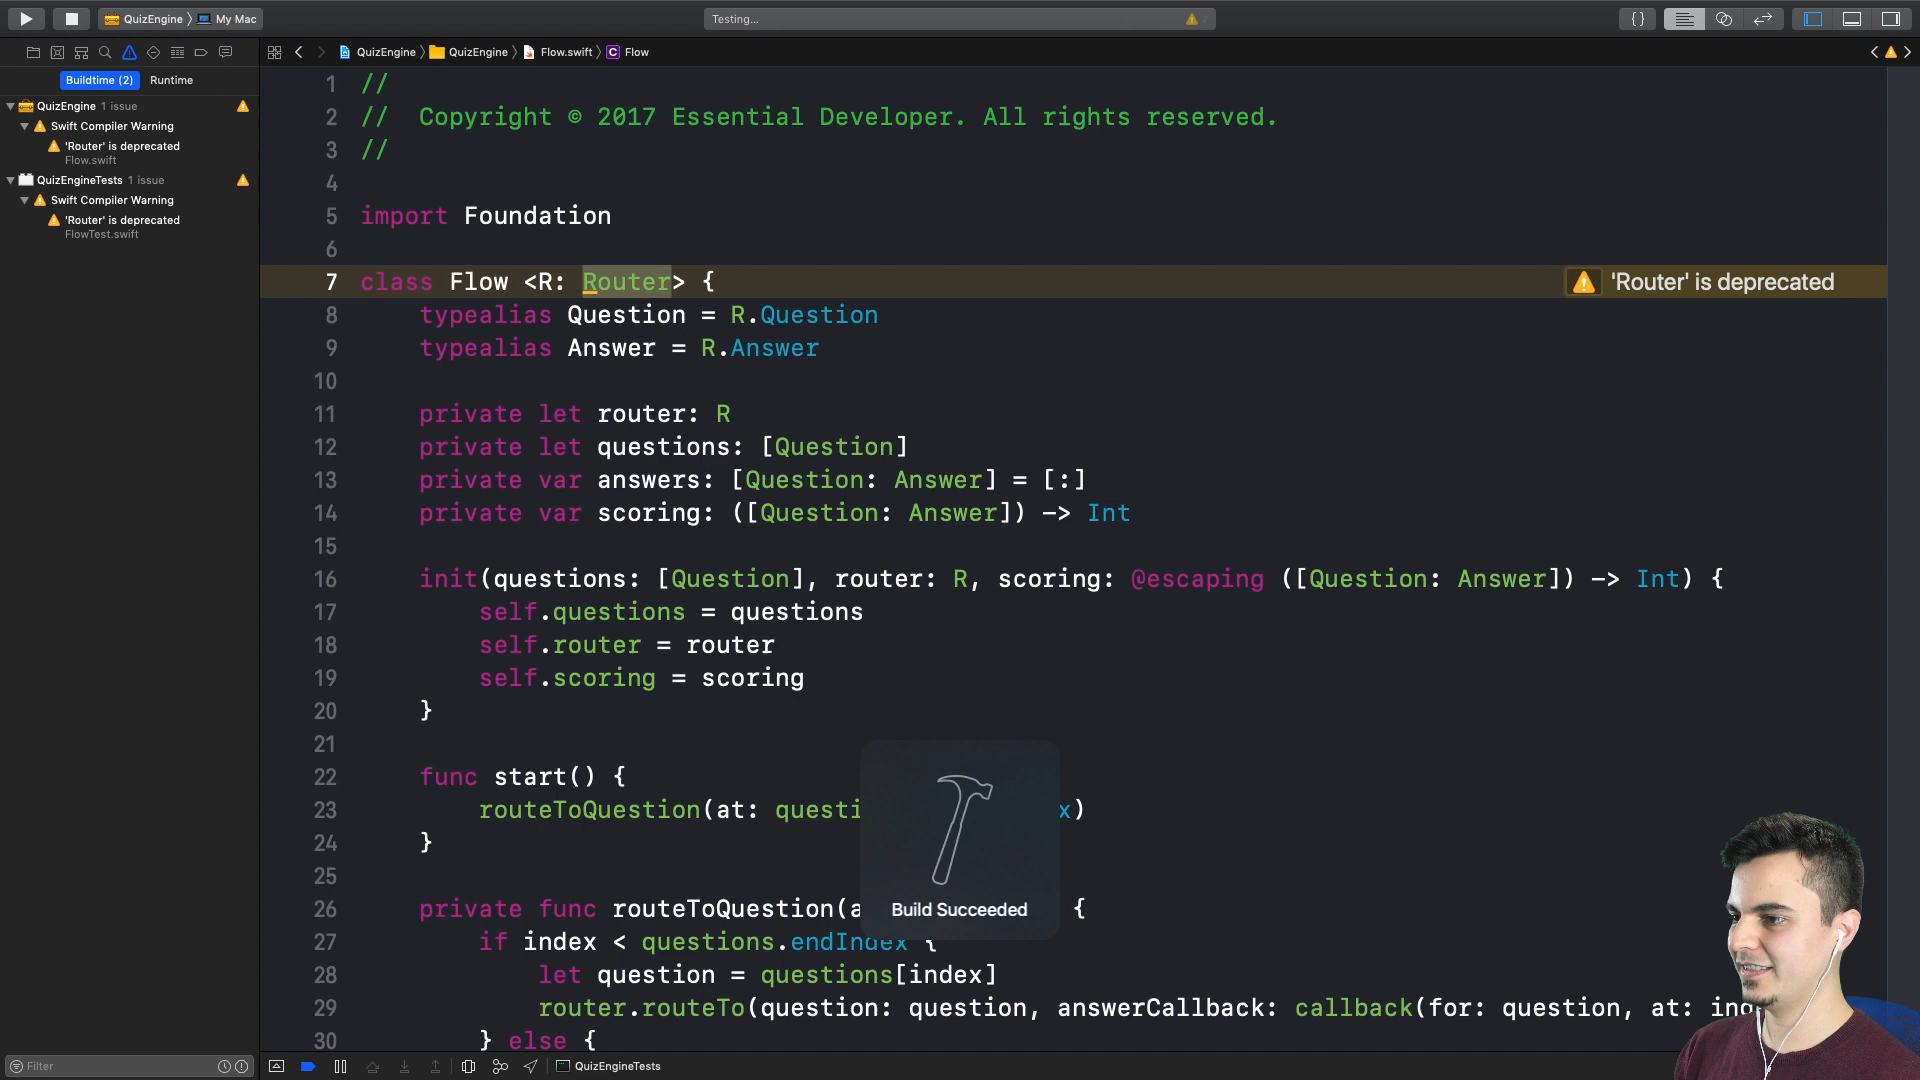 QuizEngine
My Mac
Testing...
Buildtime (2)
Runtime
QuizEngine 1 issue
Swift Compiler Warning
'Router' is deprecated
Flow.swift
QuizEngineTests 1 issue
Swift Compiler Warning
'Router' is deprecated
FlowTest.swift
QuizEngine
QuizEngine
Flow.swift
C Flow
1 //
2 //  Copyright © 2017 Essential Developer. All rights reserved.
3 //
4
5 import Foundation
6
7 class Flow <R: Router> {
'Router' is deprecated
8 typealias Question = R.Question
9 typealias Answer = R.Answer
10
11 private let router: R
12 private let questions: [Question]
13 private var answers: [Question: Answer] = [:]
14 private var scoring: ([Question: Answer]) -> Int
15
16 init(questions: [Question], router: R, scoring: @escaping ([Question: Answer]) -> Int) {
17 self.questions = questions
18 self.router = router
19 self.scoring = scoring
20 }
21
22 func start() {
23 routeToQuestion(at: questi x)
24 }
25
26 private func routeToQuestion(a {
Build Succeeded
27 if index < questions.endIndex {
28 let question = questions[index]
29 router.routeTo(question: question, answerCallback: callback(for: question, at: in
30 } else {
Filter
QuizEngineTests